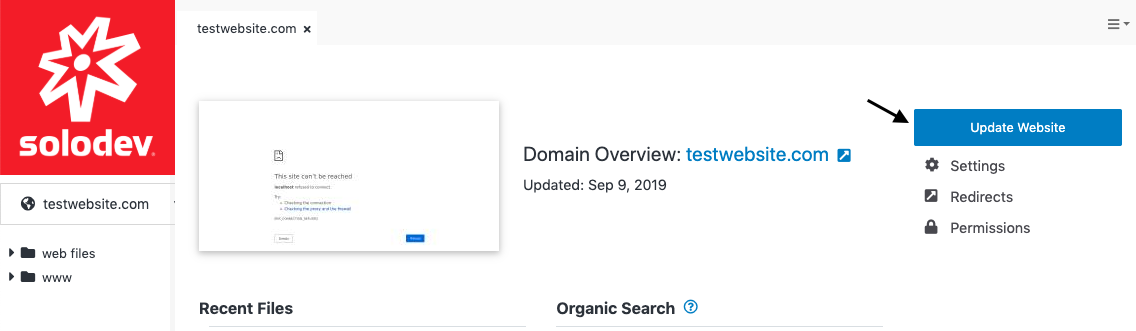 testwebsite.com ×
solodev
testwebsite.com
web files
www
This site can't be reached
localhost refused to connect.
Try:
Checking the connection
Checking the proxy and the firewall
ERR_CONNECTION_REFUSED
Details
Reload
Domain Overview: testwebsite.com
Updated: Sep 9, 2019
Update Website
Settings
Redirects
Permissions
Recent Files
Organic Search ?